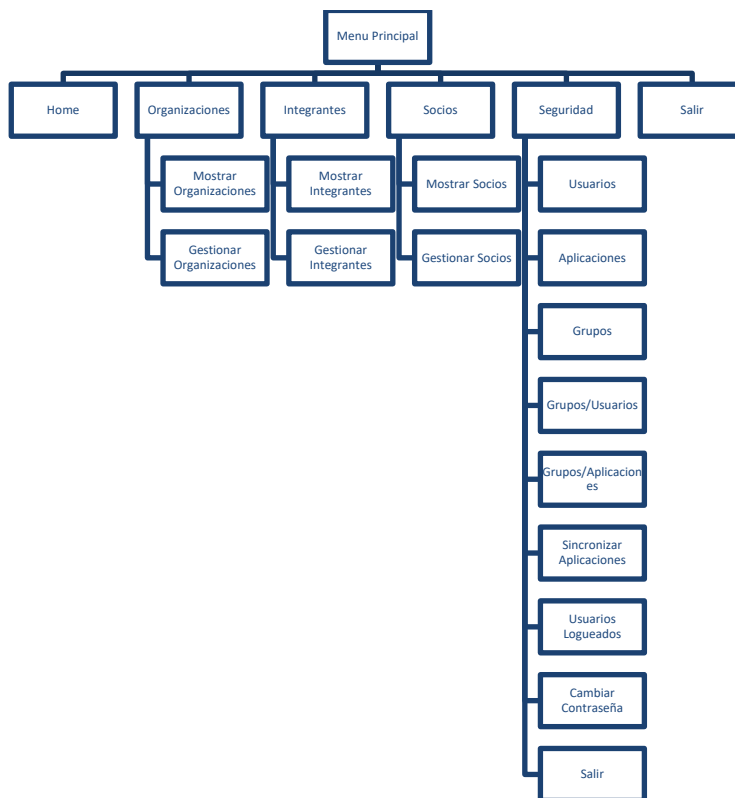 Menu Principal
Home
Organizaciones
Integrantes
Socios
Seguridad
Salir
Mostrar
Organizaciones
Gestionar
Organizaciones
Mostrar
Integrantes
Gestionar
Integrantes
Mostrar Socios
Gestionar Socios
Usuarios
Aplicaciones
Grupos
Grupos/Usuarios
Grupos/Aplicacion
es
Sincronizar
Aplicaciones
Usuarios
Logueados
Cambiar
Contraseña
Salir